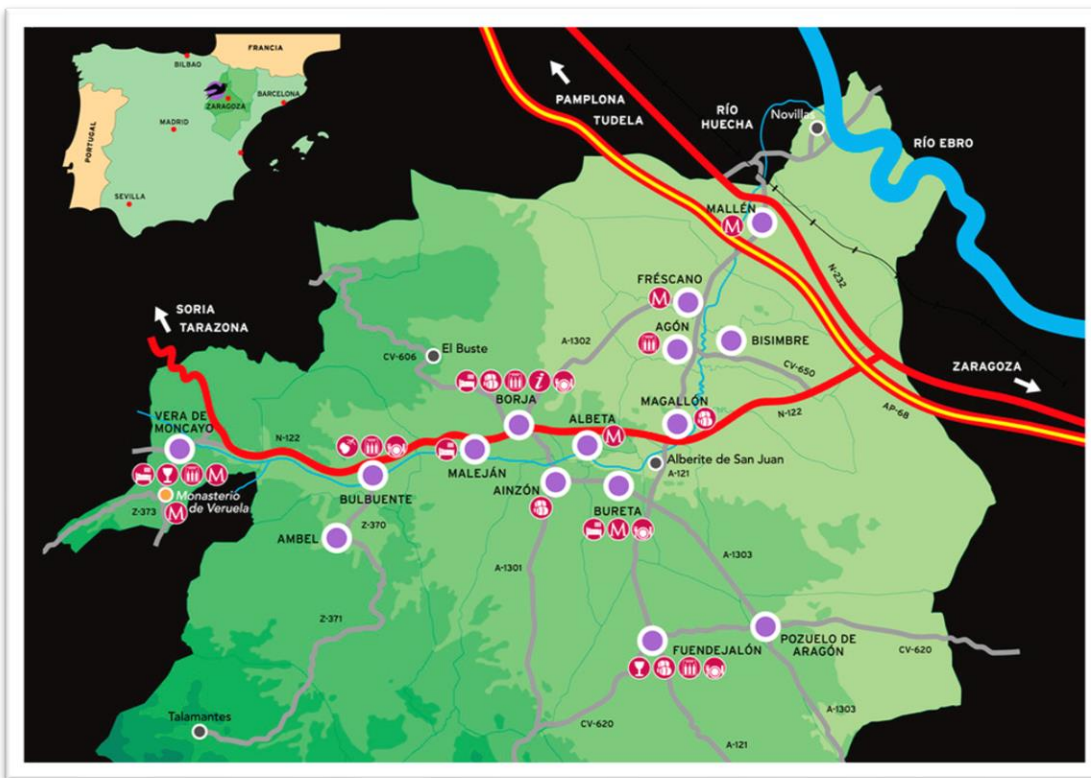 FRANCIA
BILBAO
BARCELONA
ZARAGOZA
MADRID
PORTUGAL
SEVILLA
PAMPLONA
TUDELA
RÍO
HUECHA
Novillas
RÍO EBRO
MALLÉN
M
N-232
FRÉSCANO
M
AGÓN
BISIMBRE
A-1302
CV-650
SORIA
TARAZONA
El Buste
CV-606
ZARAGOZA
i
BORJA
MAGALLÓN
N-122
AP-68
ALBETA
M
VERA DE
MONCAYO
N-122
M
MALEJÁN
Alberite de San Juan
A-121
BULBUENTE
AINZÓN
BURETA
M
Monasterio
de Veruela
Z-373
M
Z-370
AMBEL
A-1301
A-1303
Z-371
FUENDEJALÓN
POZUELO DE
ARAGÓN
CV-620
Talamantes
CV-620
A-1303
A-121